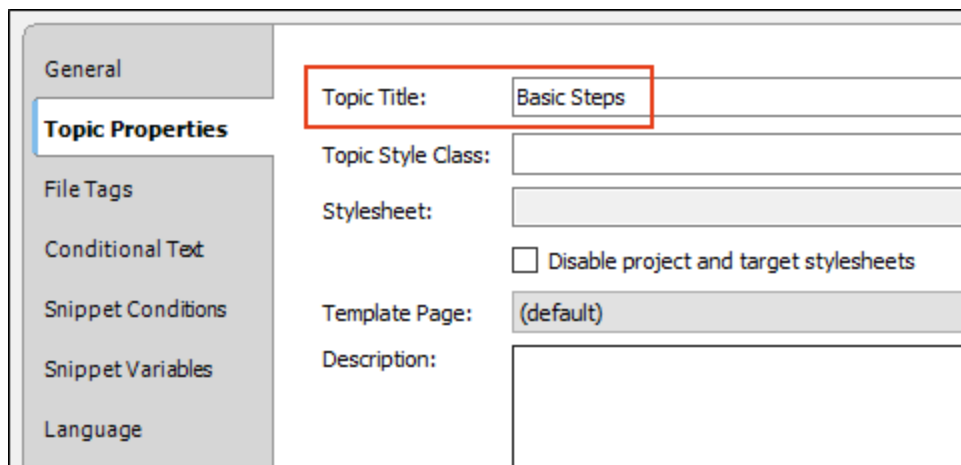 General
Topic Properties
File Tags
Conditional Text
Snippet Conditions
Snippet Variables
Language
Topic Title: Basic Steps
Topic Style Class:
Stylesheet:
Disable project and target stylesheets
Template Page: (default)
Description: